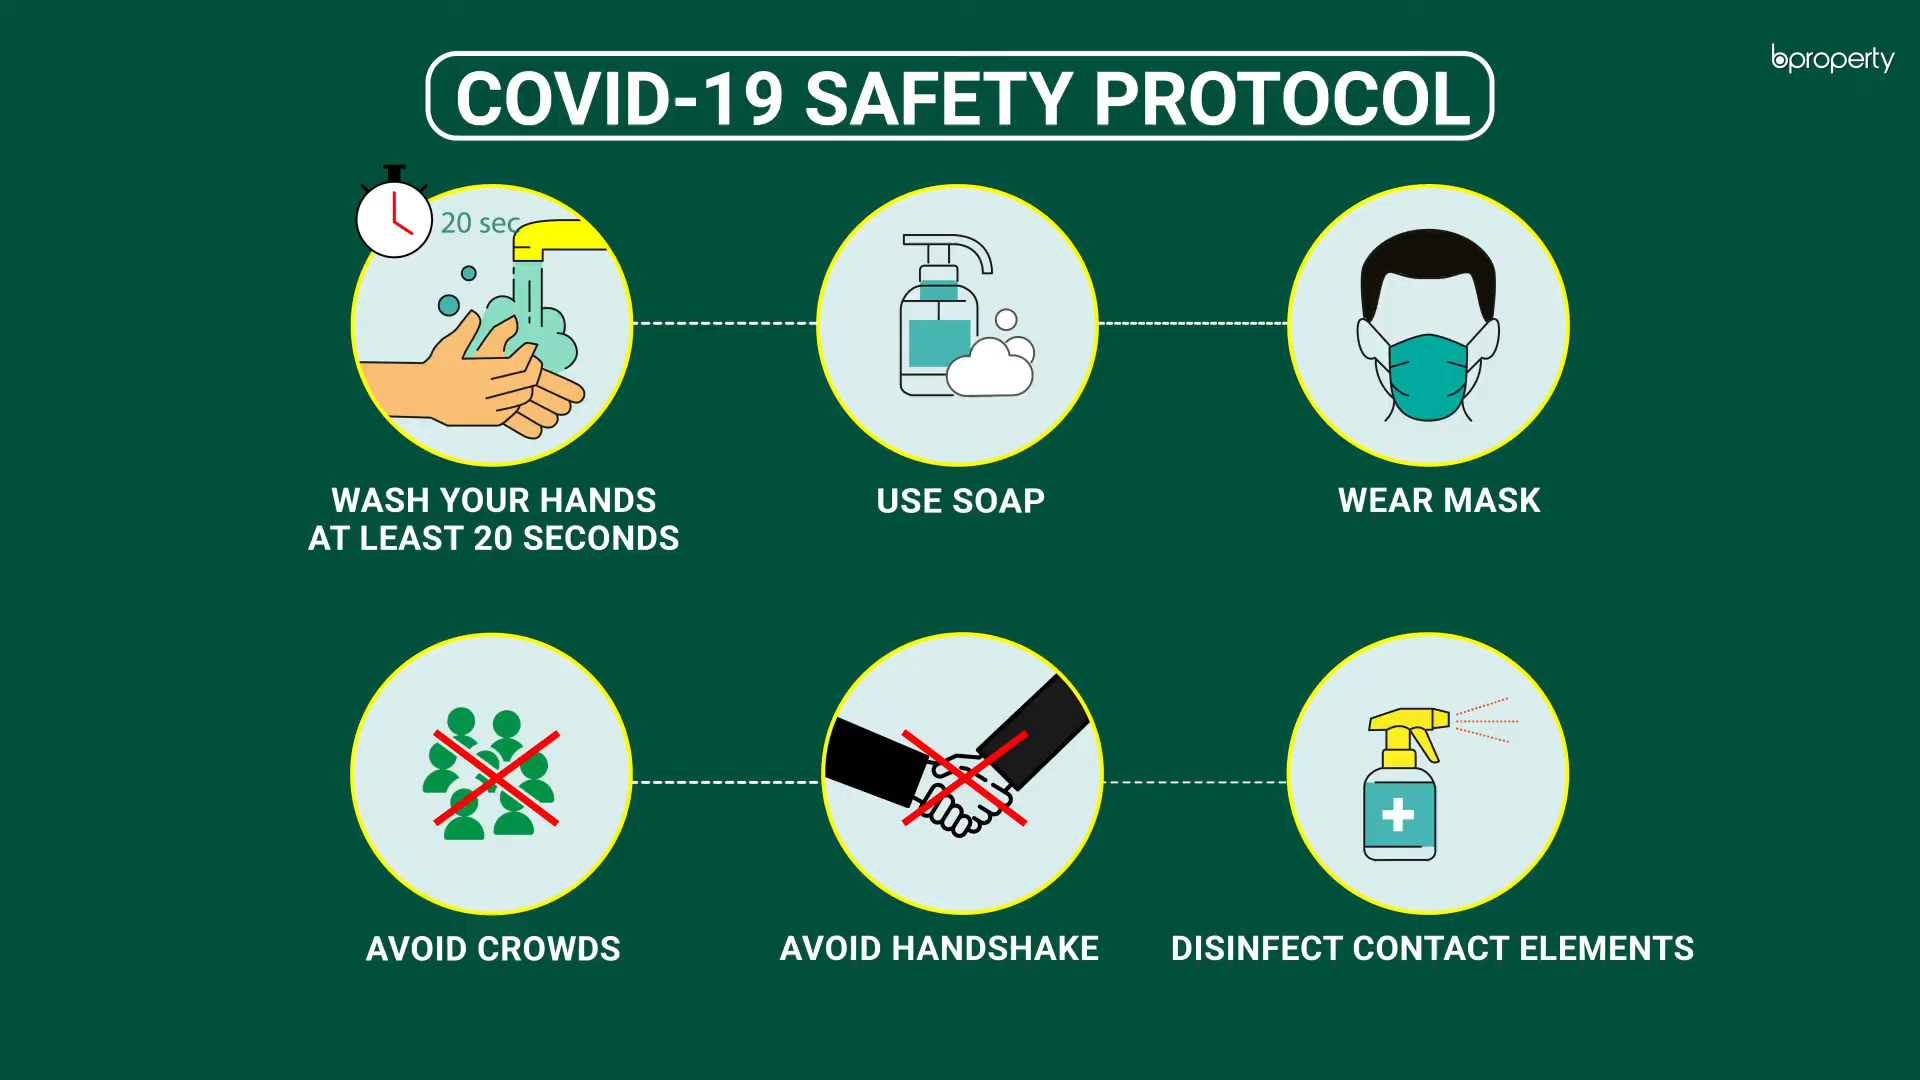 COVID-19 SAFETY PROTOCOL
bproperty
20 sec
WASH YOUR HANDS
AT LEAST 20 SECONDS
USE SOAP
WEAR MASK
AVOID CROWDS
AVOID HANDSHAKE
DISINFECT CONTACT ELEMENTS